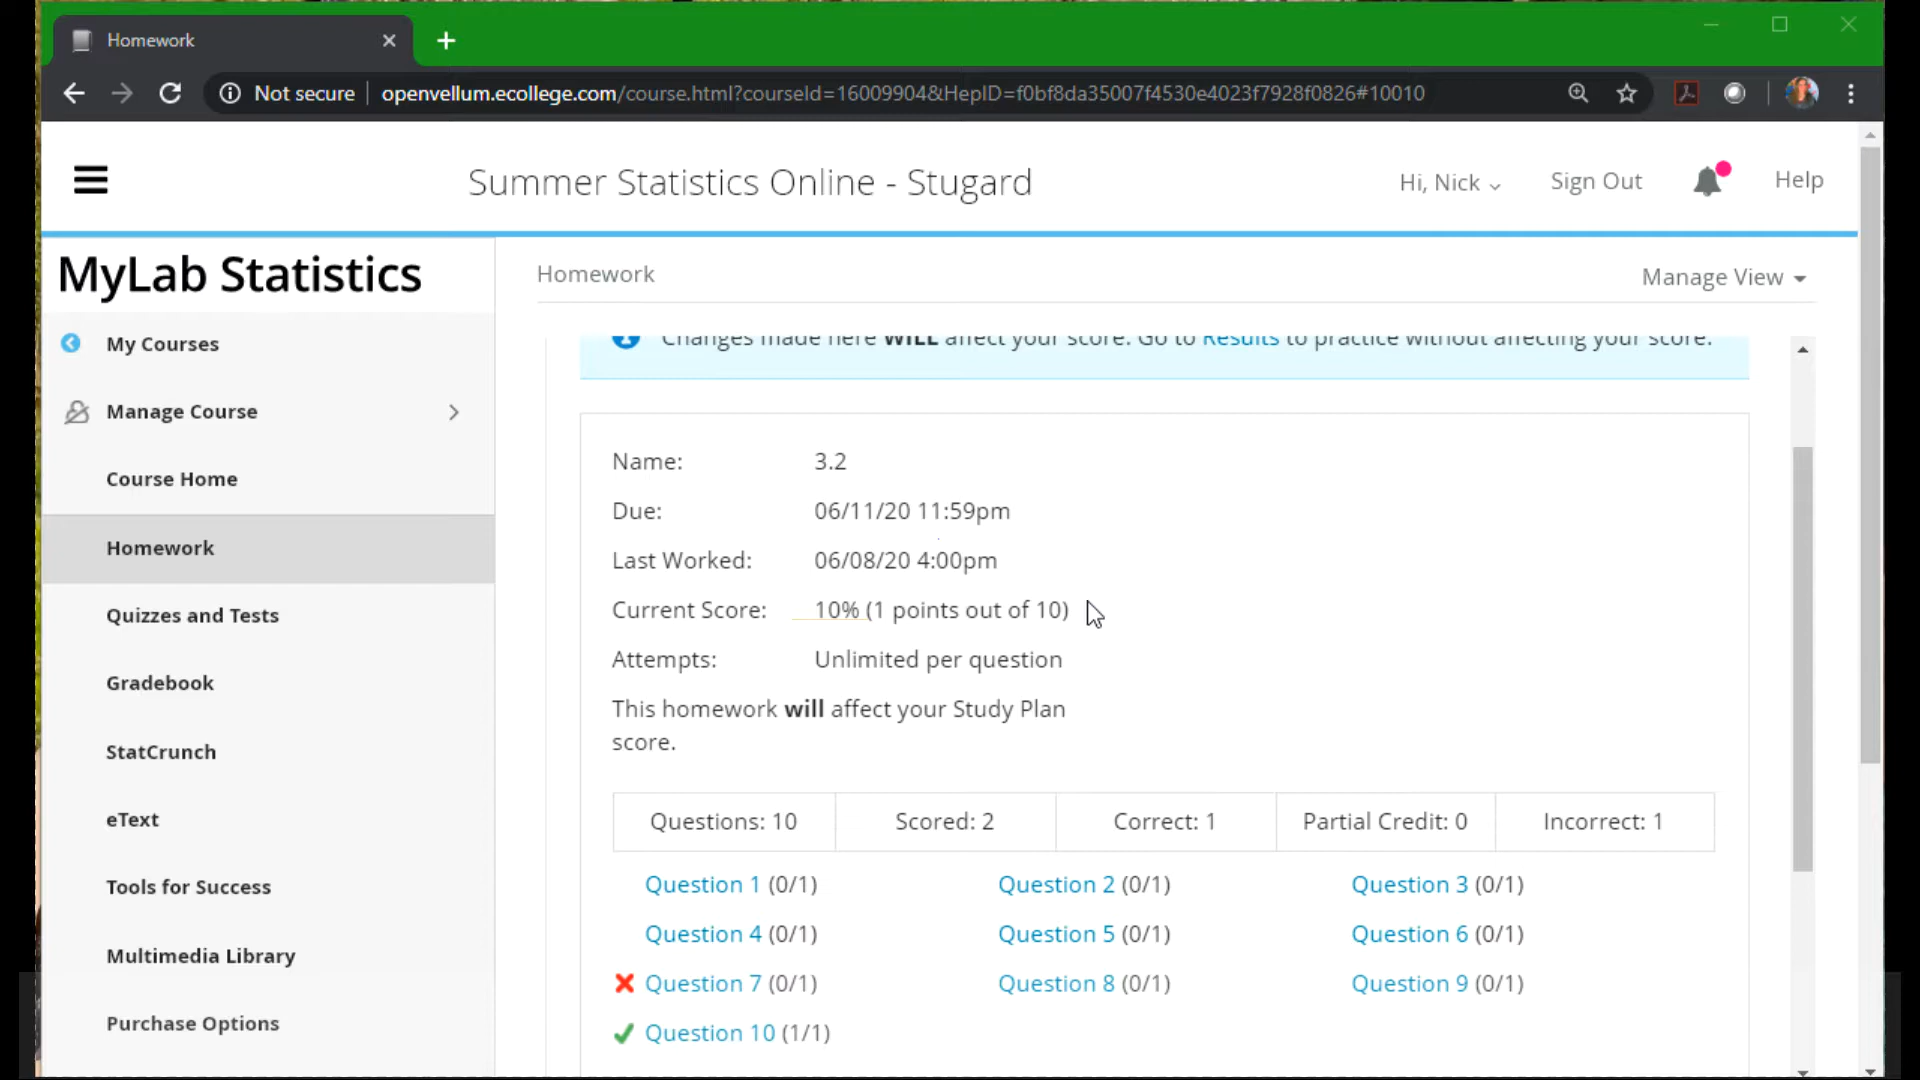 Homework
Not secure
openvellum.ecollege.com/course.html?courseId=16009904&HepID=f0bf8da35007f4530e4023f7928f0826#10010
Summer Statistics Online - Stugard
Hi, Nick
Sign Out
Help
MyLab Statistics
My Courses
Manage Course
Course Home
Homework
Quizzes and Tests
Gradebook
StatCrunch
eText
Tools for Success
Multimedia Library
Purchase Options
Homework
Manage View
Changes made here WILL affect your score. Go to Results to practice without affecting your score.
Name: 3.2
Due: 06/11/20 11:59pm
Last Worked: 06/08/20 4:00pm
Current Score: 10% (1 points out of 10)
Attempts: Unlimited per question
This homework will affect your Study Plan
score.
Questions: 10 Scored: 2 Correct: 1 Partial Credit: 0 Incorrect: 1
Question 1 (0/1) Question 2 (0/1) Question 3 (0/1)
Question 4 (0/1) Question 5 (0/1) Question 6 (0/1)
Question 7 (0/1) Question 8 (0/1) Question 9 (0/1)
Question 10 (1/1)